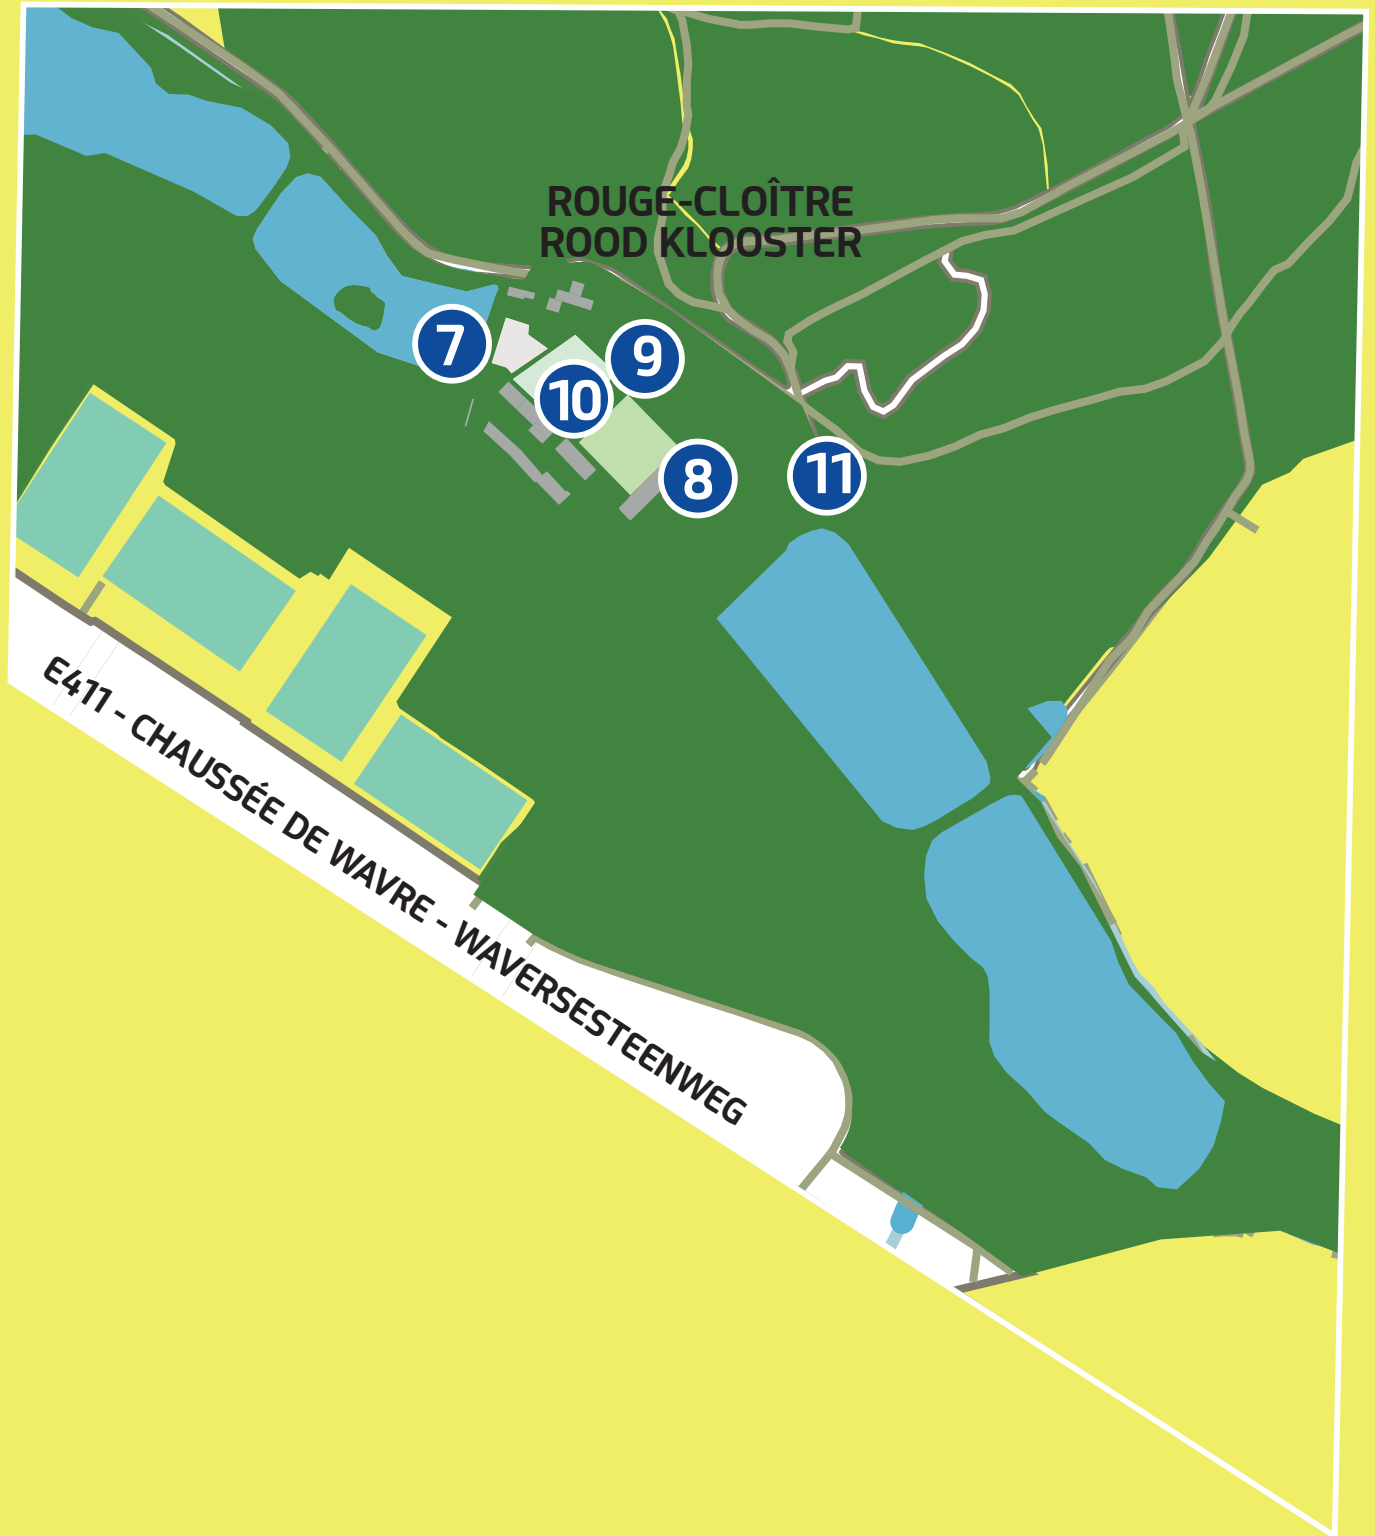 ROUGE-CLOÎTRE
ROOD KLOOSTER
7
9
10
8
11
E411 - CHAUSSÉE DE WAVRE - WAVERSESTEENWEG